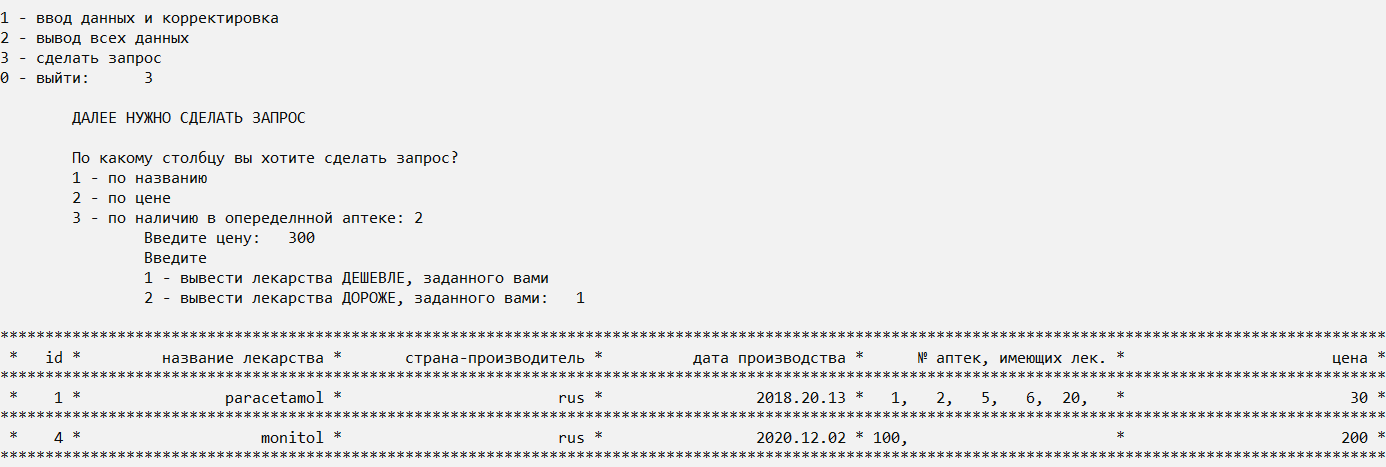 1 - ввод данных и корректировка
2 - вывод всех данных
3 - сделать запрос
0 - выйти: 3
ДАЛЕЕ НУЖНО СДЕЛАТЬ ЗАПРОС
По какому столбцу вы хотите сделать запрос?
1 - по названию
2 - по цене
3 - по наличию в опеределнной аптеке: 2
Введите цену: 300
Введите
1 - вывести лекарства ДЕШЕВЛЕ, заданного вами
2 - вывести лекарства ДОРОЖЕ, заданного вами: 1
**********************************************************************************************************************************************************
* id * название лекарства * страна-производитель * дата производства * № аптек, имеющих лек. * цена *
**********************************************************************************************************************************************************
* 1 * paracetamol * rus * 2018.20.13 * 1, 2, 5, 6, 20, * 30 *
**********************************************************************************************************************************************************
* 4 * monitol * rus * 2020.12.02 * 100, * 200 *
**********************************************************************************************************************************************************